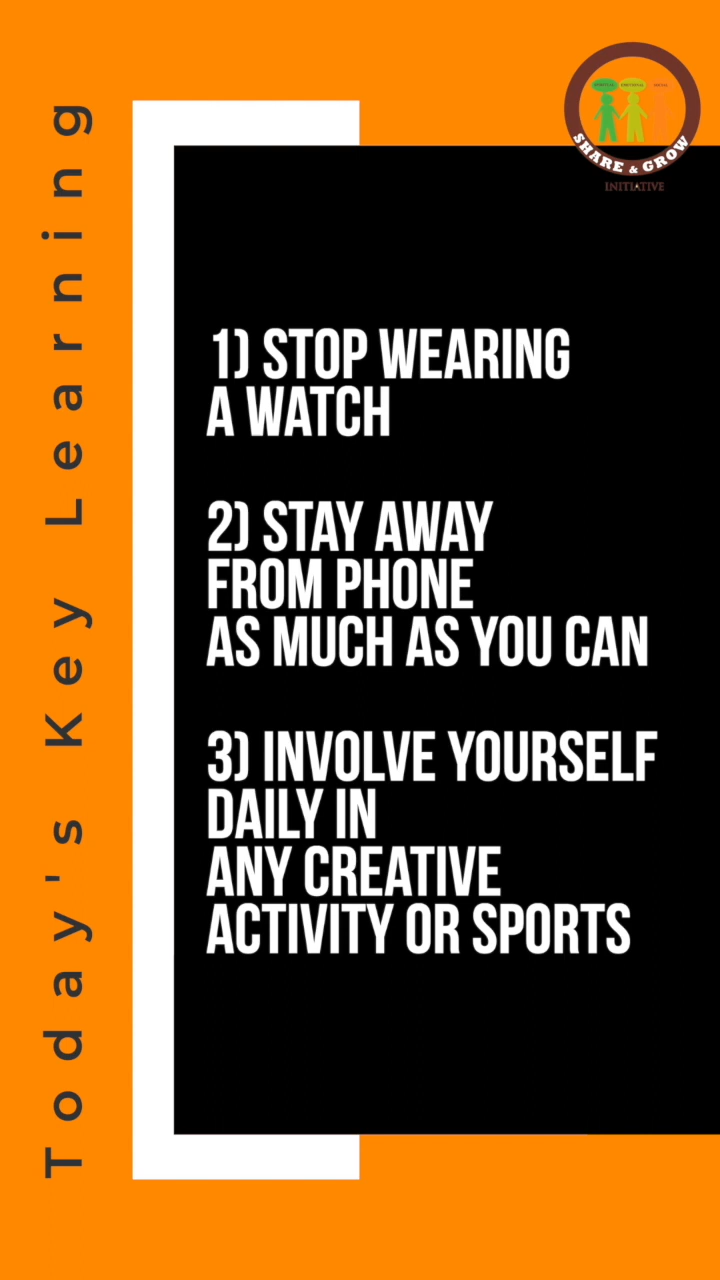 Today's Key Learning
SHARE & GROW
INITIATIVE
1) STOP WEARING
A WATCH
2) STAY AWAY
FROM PHONE
AS MUCH AS YOU CAN
3) INVOLVE YOURSELF
DAILY IN
ANY CREATIVE
ACTIVITY OR SPORTS